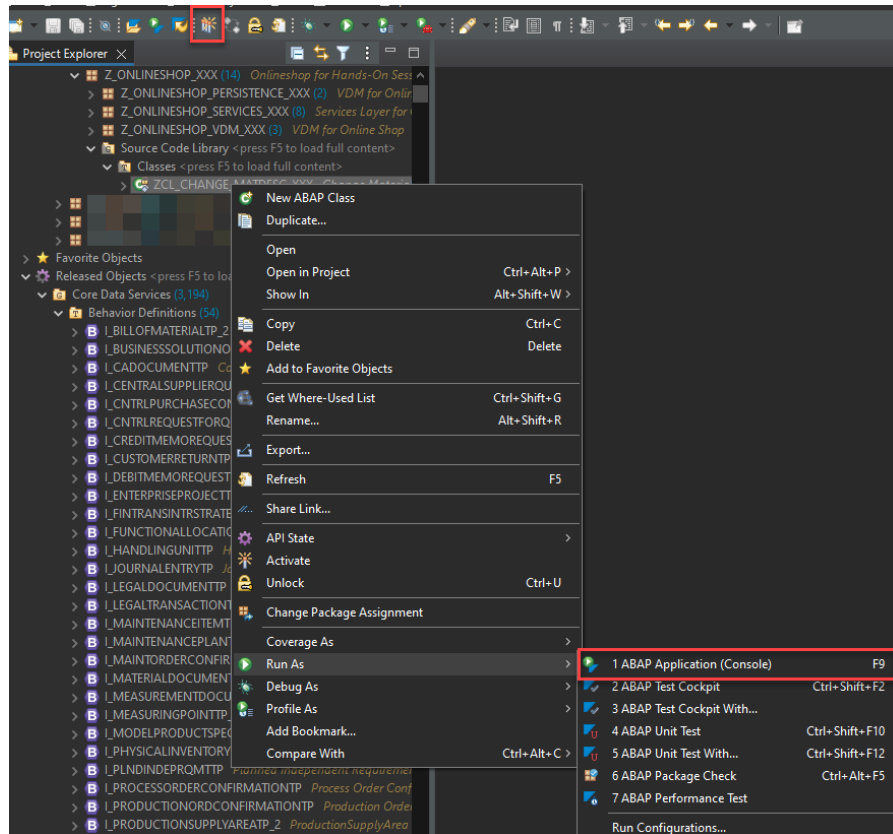 Project Explorer
Z_ONLINESHOP_XXX (14) Onlineshop for Hands-On Sess
Z_ONLINESHOP_PERSISTENCE_XXX (2) VDM for Onlin
Z_ONLINESHOP_SERVICES_XXX (8) Services Layer for
Z_ONLINESHOP_VDM_XXX (3) VDM for Online Shop
Source Code Library <press F5 to load full content>
Classes <press F5 to load full content>
ZCL_CHANGE_MATDESC_XXX Change Materia
Favorite Objects
Released Objects <press F5 to loa
Core Data Services (3,194)
Behavior Definitions (54)
I_BILLOFMATERIALTP_2
I_BUSINESSSOLUTIONO
I_CADOCUMENTTP Co
I_CENTRALSUPPLIERQU
I_CNTRLPURCHASECON
I_CNTRLREQUESTFORQ
I_CREDITMEMOREQUES
I_CUSTOMERRETURNTP
I_DEBITMEMOREQUEST
I_ENTERPRISEPROJECTT
I_FINTRANSINTRSTRATE
I_FUNCTIONALLOCATIO
I_HANDLINGUNITTP H
I_JOURNALENTRYTP Jo
I_LEGALDOCUMENTTP
I_LEGALTRANSACTIONT
I_MAINTENANCEITEMT
I_MAINTENANCEPLANT
I_MAINTORDERCONFIR
I_MATERIALDOCUMENT
I_MEASUREMENTDOCU
I_MEASURINGPOINTTP_
I_MODELPRODUCTSPEC
I_PHYSICALINVENTORY
I_PLNDINDEPRQMTTP Planned Independent Requireme
I_PROCESSORDERCONFIRMATIONTP Process Order Conf
I_PRODUCTIONORDCONFIRMATIONTP Production Orde
I_PRODUCTIONSUPPLYAREATP_2 ProductionSupplyArea
New ABAP Class
Duplicate...
Open
Open in Project Ctrl+Alt+P >
Show In Alt+Shift+W >
Copy Ctrl+C
Delete Delete
Add to Favorite Objects
Get Where-Used List Ctrl+Shift+G
Rename... Alt+Shift+R
Export...
Refresh F5
Share Link...
API State >
Activate
Unlock Ctrl+U
Change Package Assignment
Coverage As >
Run As >
Debug As >
Profile As >
Add Bookmark...
Compare With Ctrl+Alt+C >
1 ABAP Application (Console) F9
2 ABAP Test Cockpit Ctrl+Shift+F2
3 ABAP Test Cockpit With...
4 ABAP Unit Test Ctrl+Shift+F10
5 ABAP Unit Test With... Ctrl+Shift+F12
6 ABAP Package Check Ctrl+Alt+F5
7 ABAP Performance Test
Run Configurations...